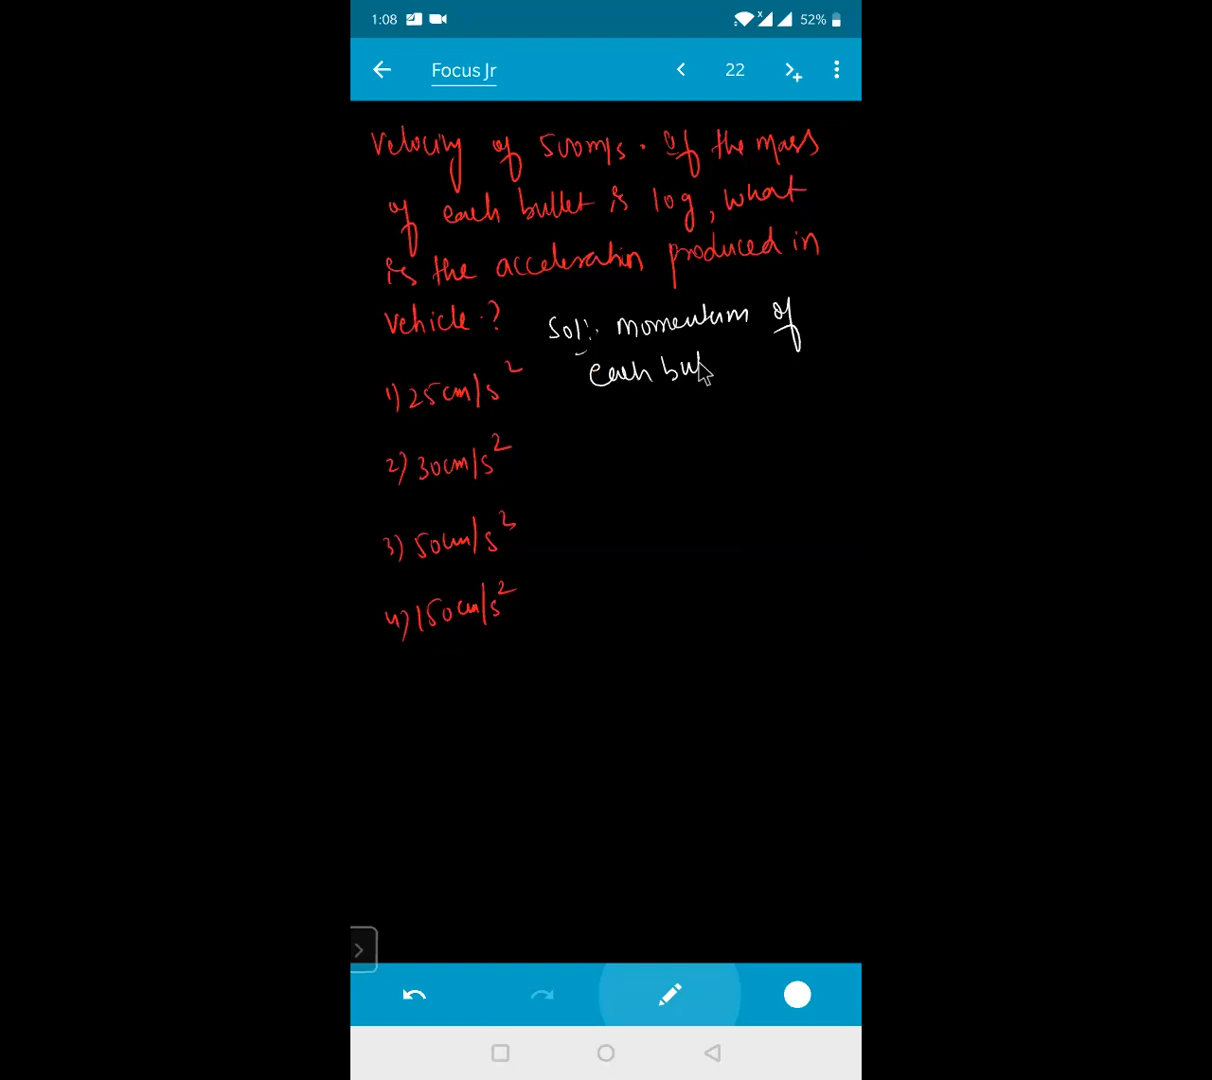 1:08 52%
Focus Jr 22
velocity of 500m/s. If the mass
of each bullet is 10g, what
is the acceleration produced in
vehicle.?
Sol:. momentum of
each bul
1) 25cm/s²
2) 30cm/s²
3) 50cm/s²
4) 150cm/s²